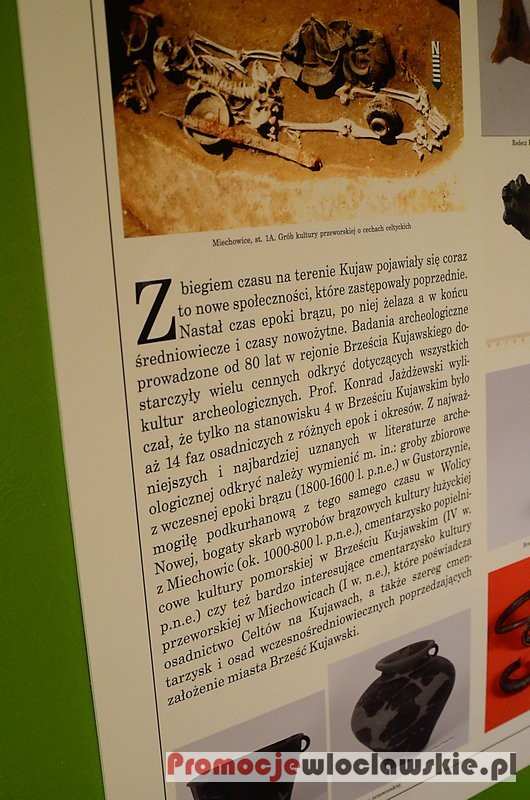 N
Miechowice, st. 1A. Grób kultury przeworskiej o cechach celtyckich
Z biegiem czasu na terenie Kujaw pojawiały się coraz
to nowe społeczności, które zastępowały poprzednie.
Nastał czas epoki brązu, po niej żelaza a w końcu
średniowiecze i czasy nowożytne. Badania archeologiczne
prowadzone od 80 lat w rejonie Brześcia Kujawskiego do-
starczyły wielu cennych odkryć dotyczących wszystkich
kultur archeologicznych. Prof. Konrad Jażdżewski wyli-
czał, że tylko na stanowisku 4 w Brześciu Kujawskim było
aż 14 faz osadniczych z różnych epok i okresów. Z najważ-
niejszych i najbardziej uznanych w literaturze arche-
ologicznej odkryć należy wymienić m. in.: groby zbiorowe
z wczesnej epoki brązu (1800-1600 l. p.n.e.) w Gustorzynie,
mogiłę podkurhanową z tego samego czasu w Wolicy
Nowej, bogaty skarb wyrobów brązowych kultury łużyckiej
z Miechowic (ok. 1000-800 l. p.n.e.), cmentarzysko popielni-
cowe kultury pomorskiej w Brześciu Kujawskim (IV w.
p.n.e.) czy też bardzo interesujące cmentarzysko kultury
przeworskiej w Miechowicach (I w. n.e.), które poświadcza
osadnictwo Celtów na Kujawach, a także szereg cmen-
tarzysk i osad wczesnośredniowiecznych poprzedzających
założenie miasta Brześć Kujawski.
Promocjewloclawskie.pl